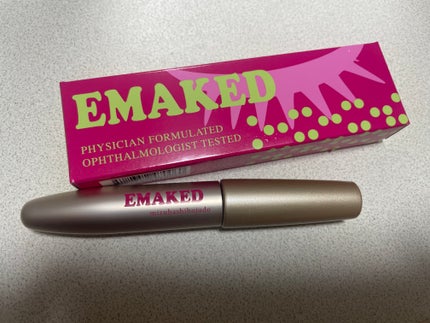 EMAKED
PHYSICIAN FORMULATED
OPHTHALMOLOGIST TESTED
EMAKED
mizuhashihojudo